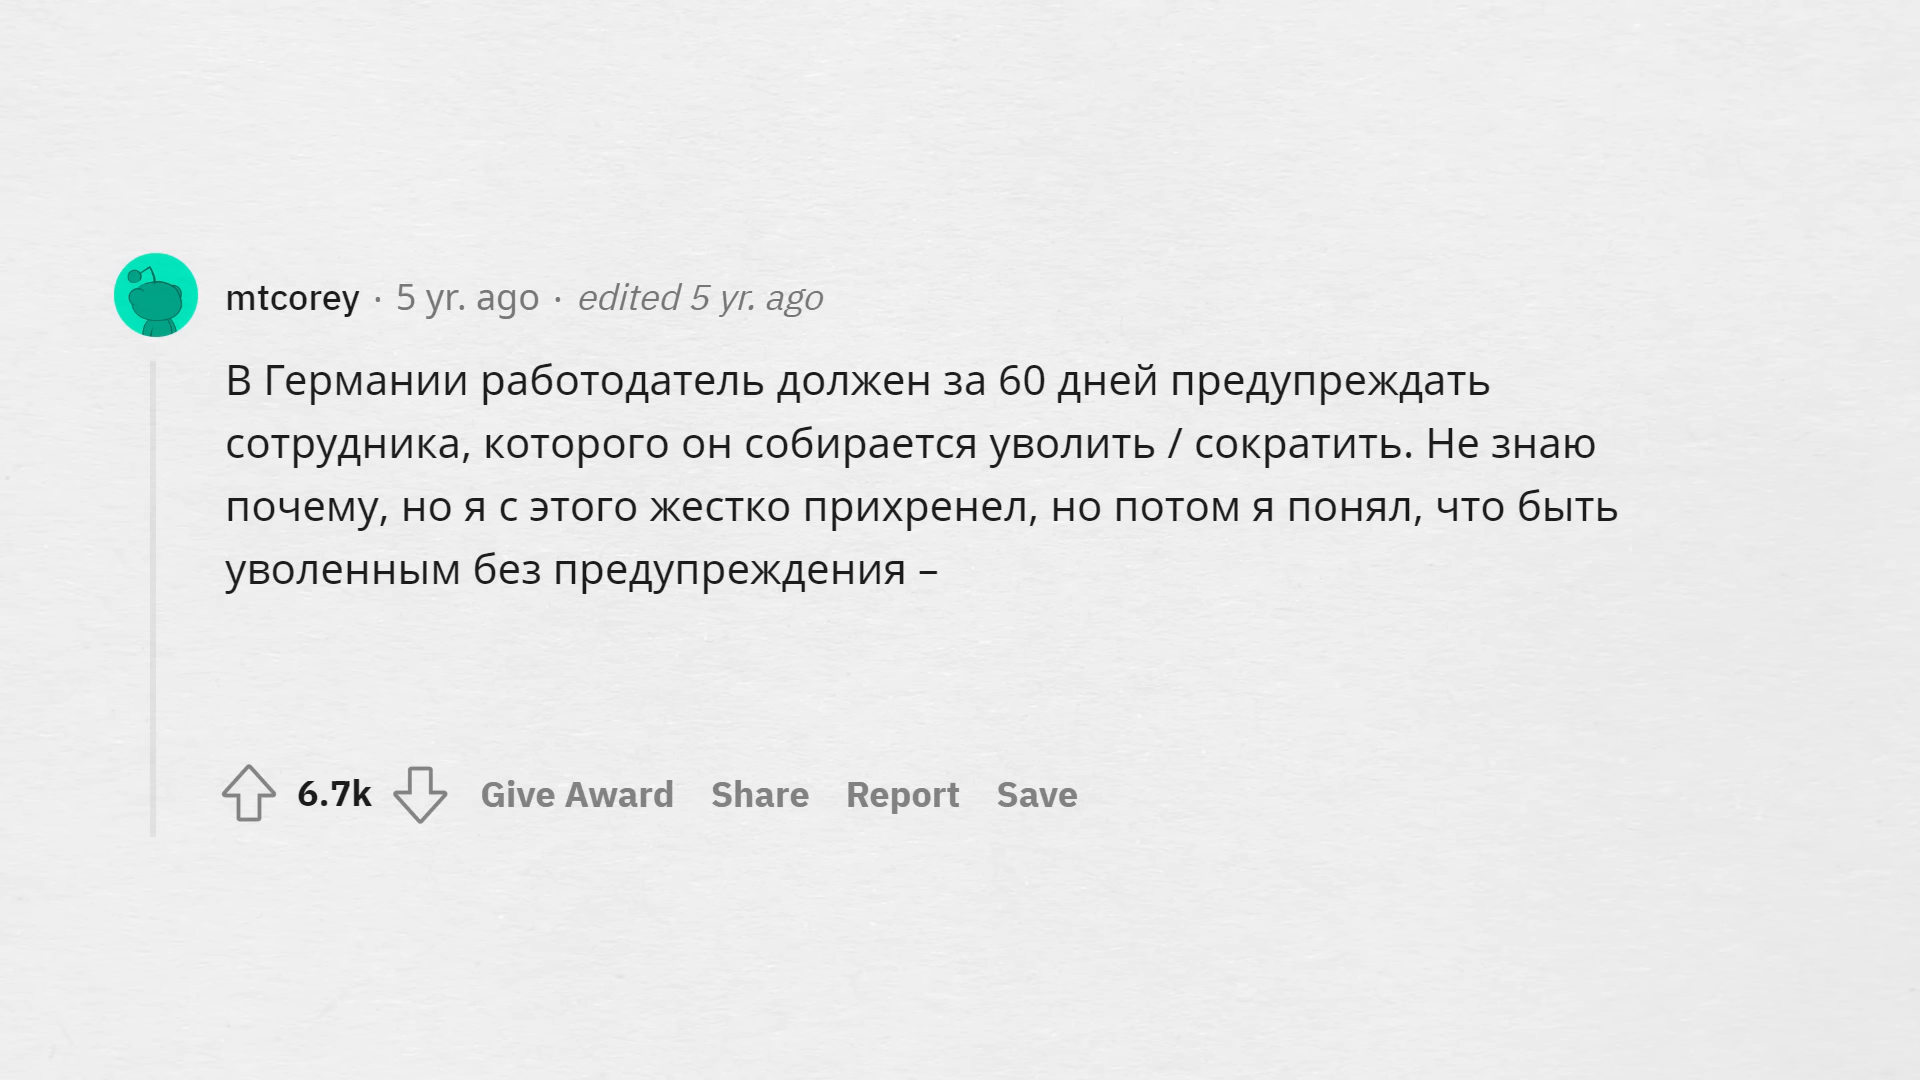 mtcorey · 5 yr. ago · edited 5 yr. ago
В Германии работодатель должен за 60 дней предупреждать
сотрудника, которого он собирается уволить / сократить. Не знаю
почему, но я с этого жестко прихренел, но потом я понял, что быть
уволенным без предупреждения –
6.7k Give Award Share Report Save